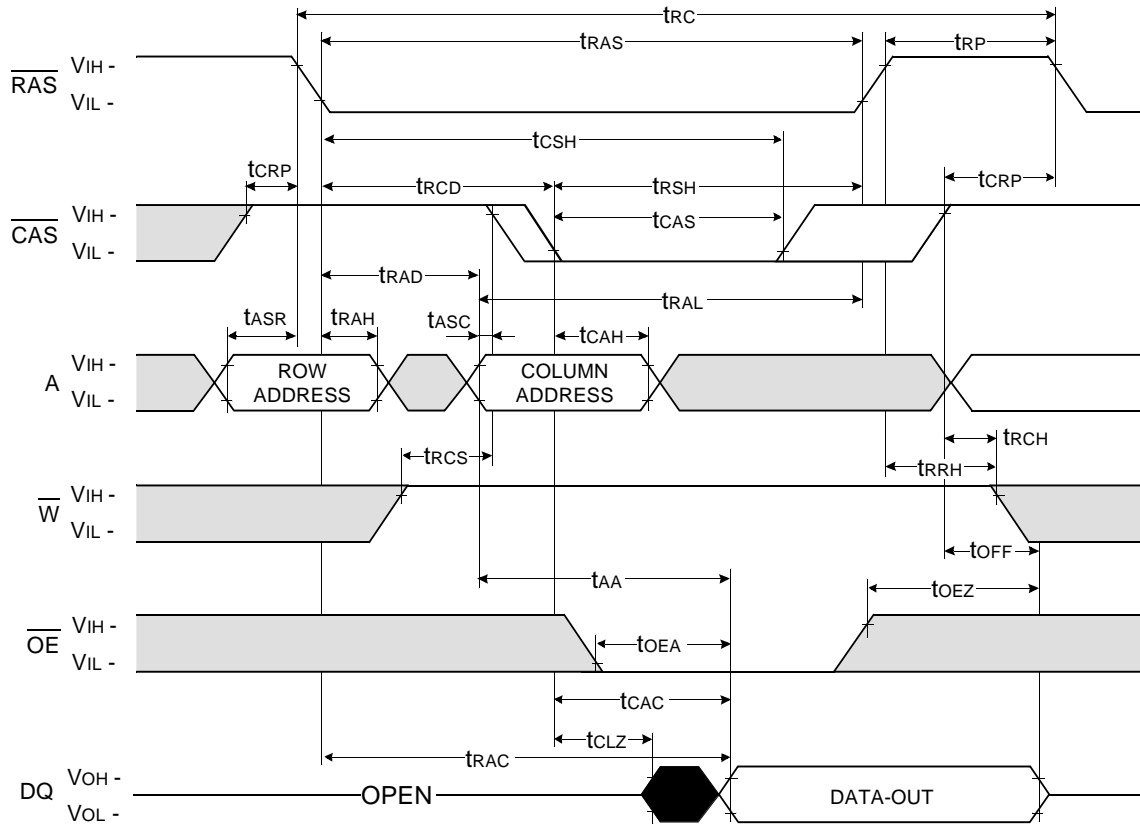 tRC
tRAS
tRP
RAS
VIH -
VIL -
tCSH
tCRP
tRCD
tRSH
tCRP
CAS
VIH -
VIL -
tCAS
tRAD
tRAL
tASR
tRAH
tASC
tCAH
A
VIH -
VIL -
ROW
ADDRESS
COLUMN
ADDRESS
tRCS
tRCH
tRRH
W
VIH -
VIL -
tOFF
tAA
tOEZ
OE
VIH -
VIL -
tOEA
tCAC
tCLZ
tRAC
DQ
VOH -
VOL -
OPEN
DATA-OUT